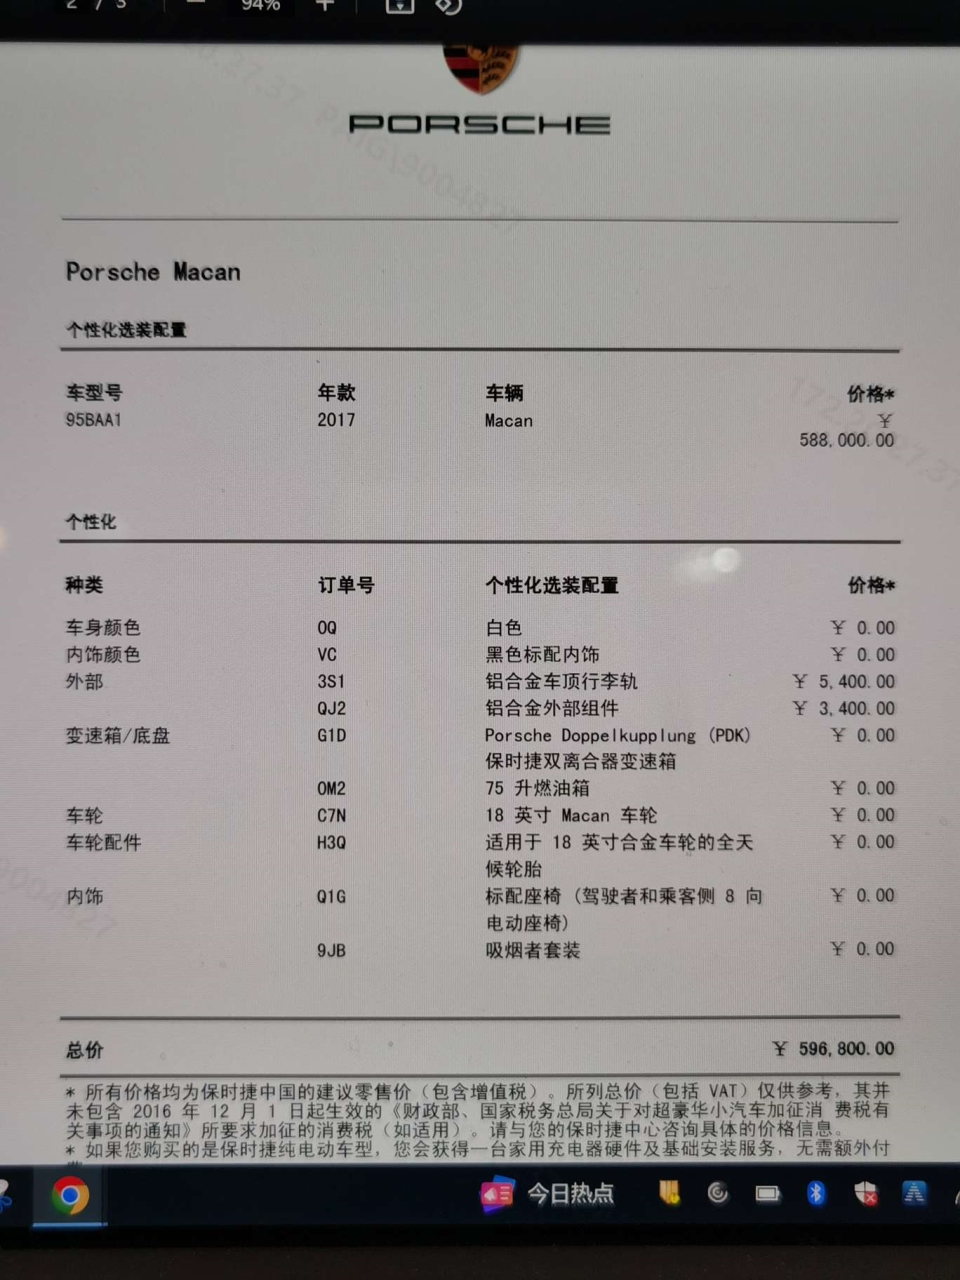 2 / 3
94%
PORSCHE
Porsche Macan
个性化选装配置
车型号 年款 车辆 价格*
95BAA1 2017 Macan ¥
588,000.00
个性化
种类 订单号 个性化选装配置 价格*
车身颜色 0Q 白色 ¥ 0.00
内饰颜色 VC 黑色标配内饰 ¥ 0.00
外部 3S1 铝合金车顶行李轨 ¥ 5,400.00
QJ2 铝合金外部组件 ¥ 3,400.00
变速箱/底盘 G1D Porsche Doppelkupplung (PDK)
保时捷双离合器变速箱 ¥ 0.00
0M2 75 升燃油箱 ¥ 0.00
车轮 C7N 18 英寸 Macan 车轮 ¥ 0.00
车轮配件 H3Q 适用于 18 英寸合金车轮的全天 ¥ 0.00
候轮胎
内饰 Q1G 标配座椅 (驾驶者和乘客侧 8 向 ¥ 0.00
电动座椅)
9JB 吸烟者套装 ¥ 0.00
总价 ¥ 596,800.00
* 所有价格均为保时捷中国的建议零售价（包含增值税）。所列总价（包括 VAT）仅供参考，其并
未包含 2016 年 12 月 1 日起生效的《财政部、国家税务总局关于对超豪华小汽车加征消 费税有
关事项的通知》所要求加征的消费税（如适用）。请与您的保时捷中心咨询具体的价格信息。
* 如果您购买的是保时捷纯电动车型，您会获得一台家用充电器硬件及基础安装服务，无需额外付
今日热点